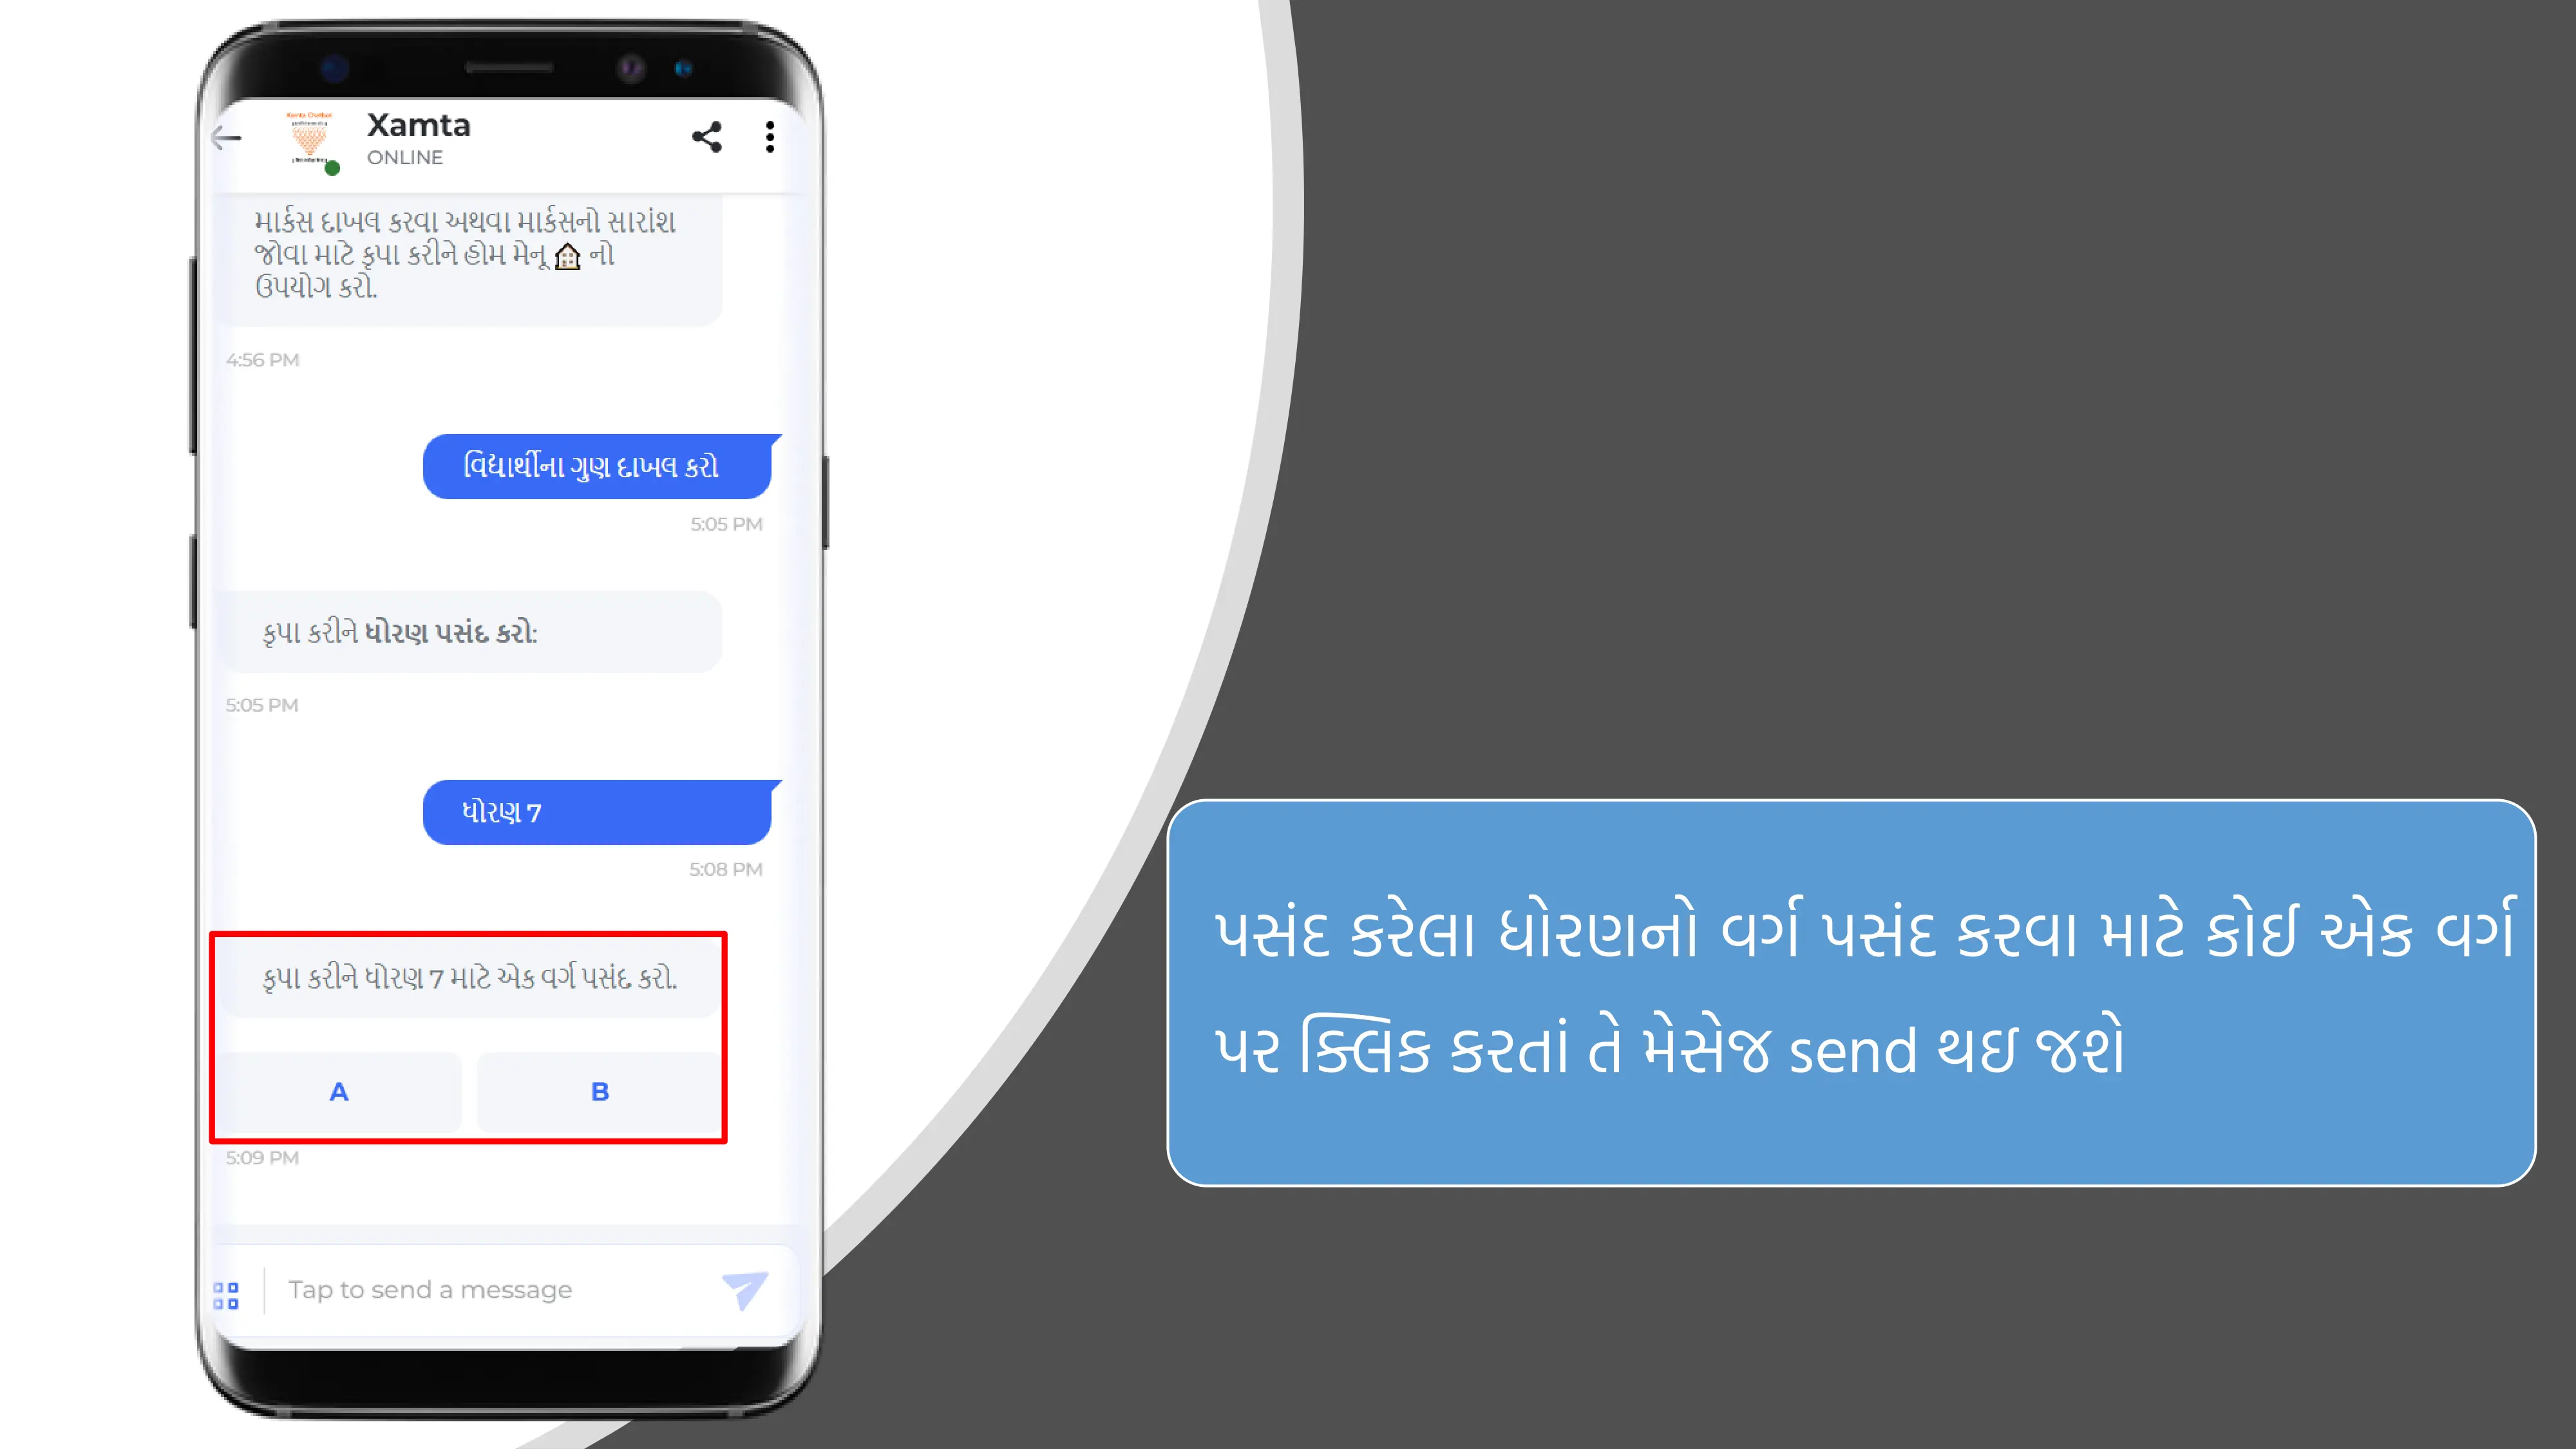 Xamta
ONLINE
માર્કસ દાખલ કરવા અથવા માર્કસનો સારાંશ
જોવા માટે કૃપા કરીને હોમ મેનૂ 🏠 નો
ઉપયોગ કરો.
4:56 PM
વિદ્યાર્થીના ગુણ દાખલ કરો
5:05 PM
કૃપા કરીને ધોરણ પસંદ કરો:
5:05 PM
ધોરણ 7
5:08 PM
કૃપા કરીને ધોરણ 7 માટે એક વર્ગ પસંદ કરો.
A B
5:09 PM
Tap to send a message
પસંદ કરેલા ધોરણનો વર્ગ પસંદ કરવા માટે કોઈ એક વર્ગ
પર ક્લિક કરતાં તે મેસેજ send થઇ જશે